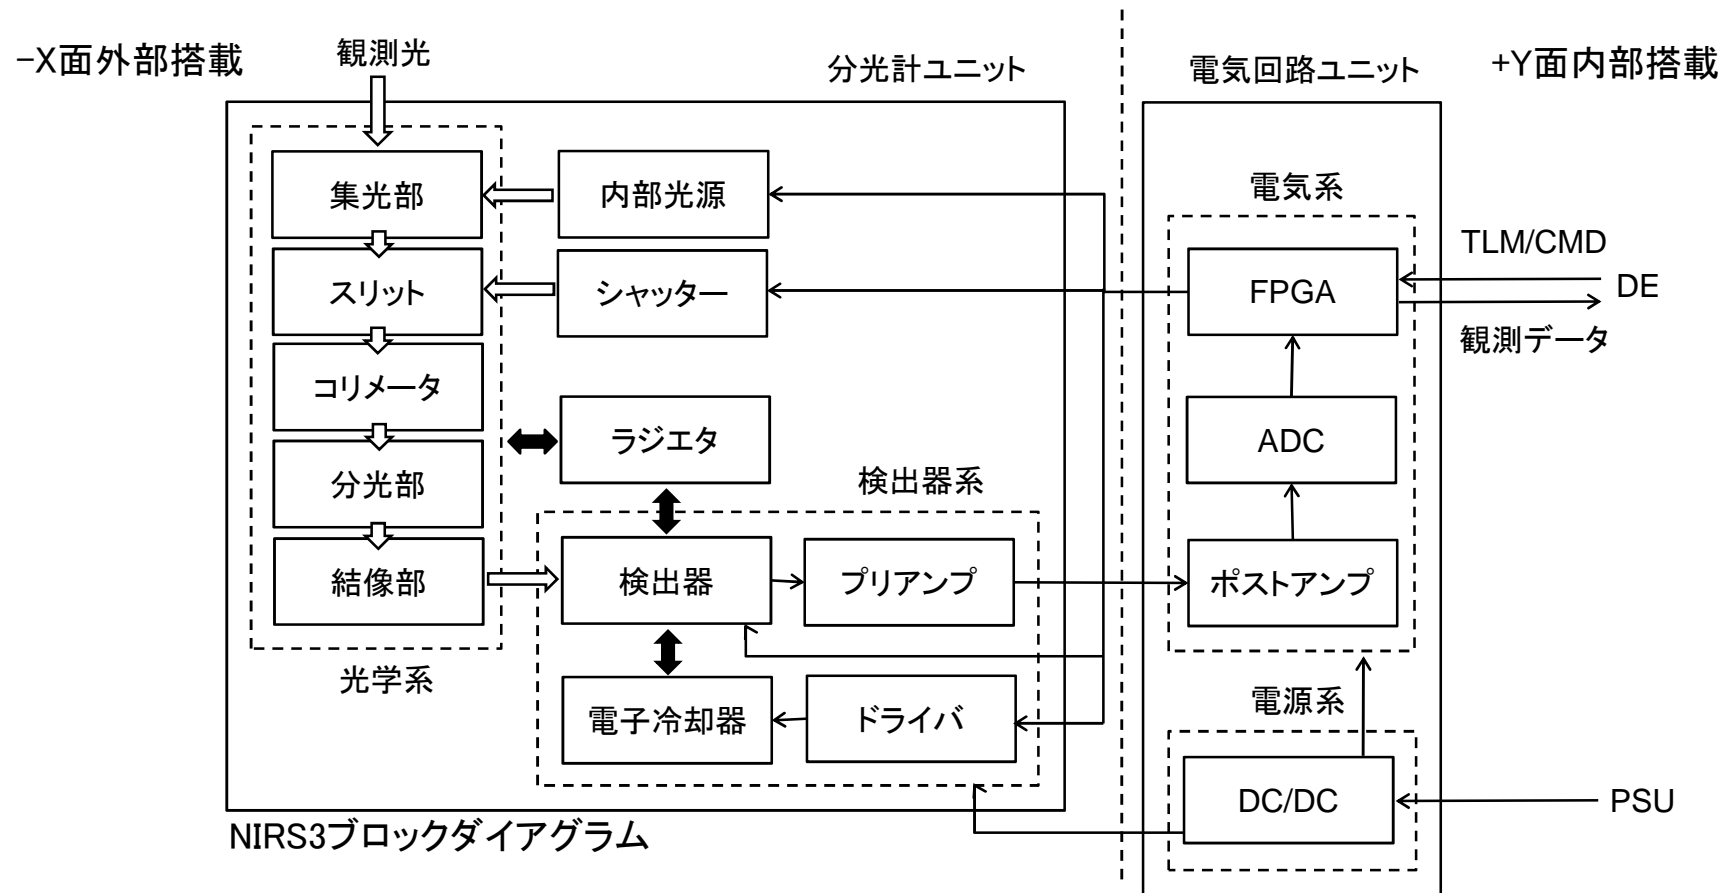 −X面外部搭載
観測光
分光計ユニット
電気回路ユニット
+Y面内部搭載
集光部
内部光源
電気系
スリット
シャッター
FPGA
TLM/CMD
DE
観測データ
コリメータ
ラジエタ
ADC
分光部
検出器系
結像部
検出器
プリアンプ
ポストアンプ
光学系
電子冷却器
ドライバ
電源系
DC/DC
PSU
NIRS3ブロックダイアグラム